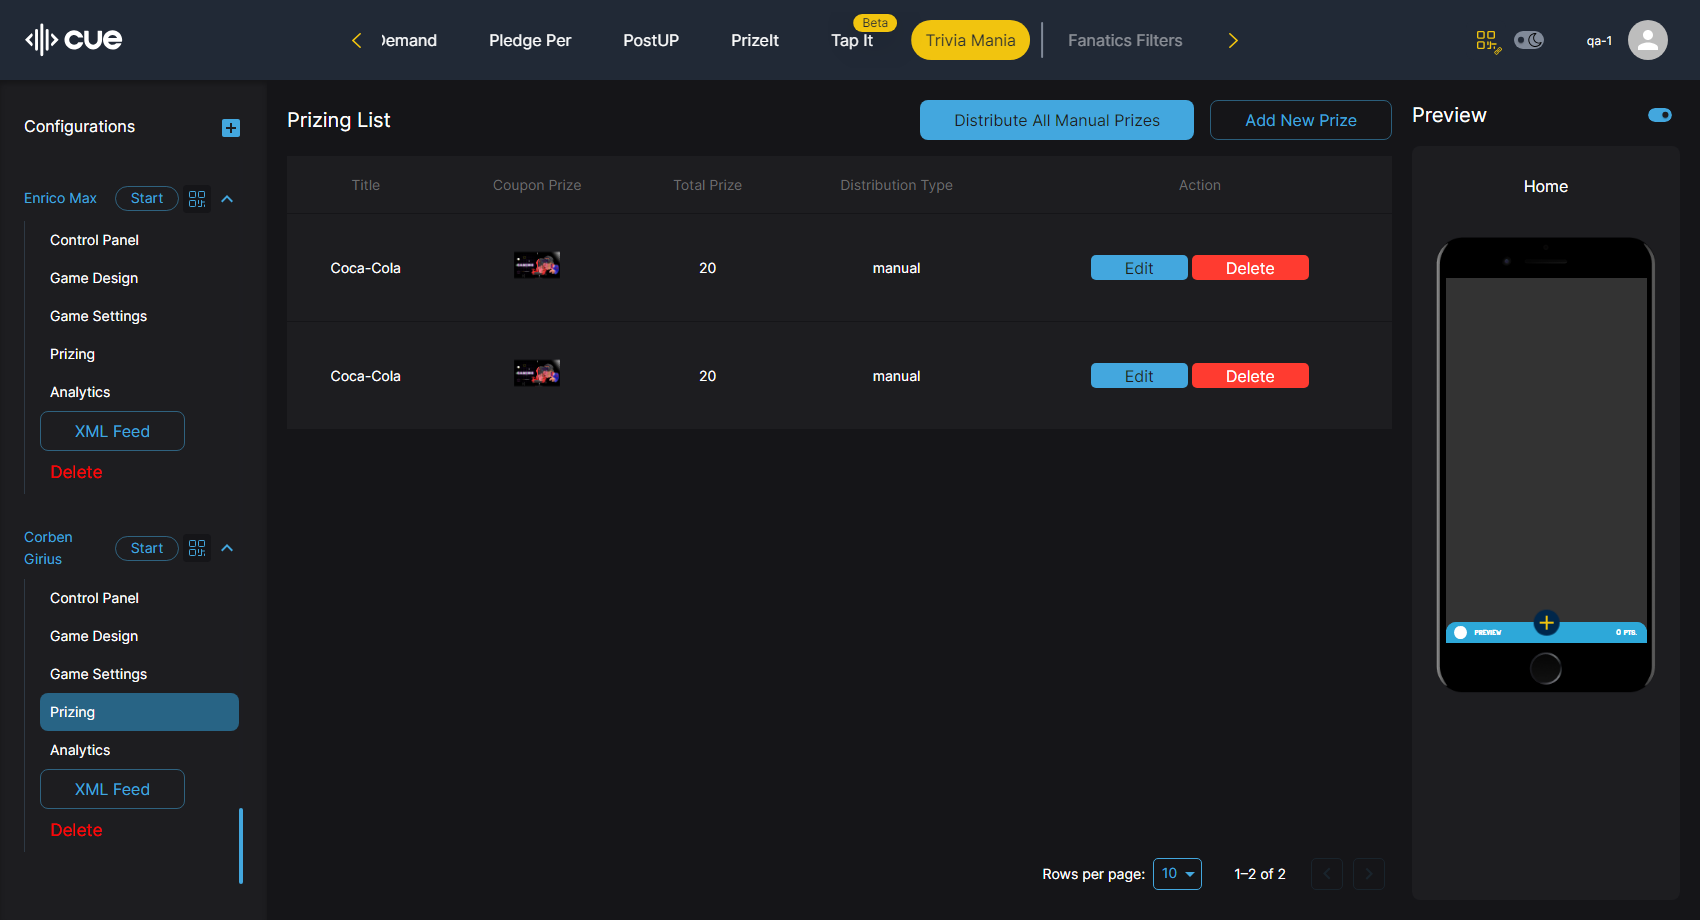 cue
Demand
Pledge Per
PostUP
PrizeIt
Tap It
Beta
Trivia Mania
Fanatics Filters
qa-1
Configurations
Enrico Max
Start
Control Panel
Game Design
Game Settings
Prizing
Analytics
XML Feed
Delete
Corben
Girius
Start
Control Panel
Game Design
Game Settings
Prizing
Analytics
XML Feed
Delete
Prizing List
Distribute All Manual Prizes
Add New Prize
Title Coupon Prize Total Prize Distribution Type Action
Coca-Cola 20 manual Edit Delete
Coca-Cola 20 manual Edit Delete
Rows per page: 10 1–2 of 2
Preview
Home
PREVIEW 0 PTS.